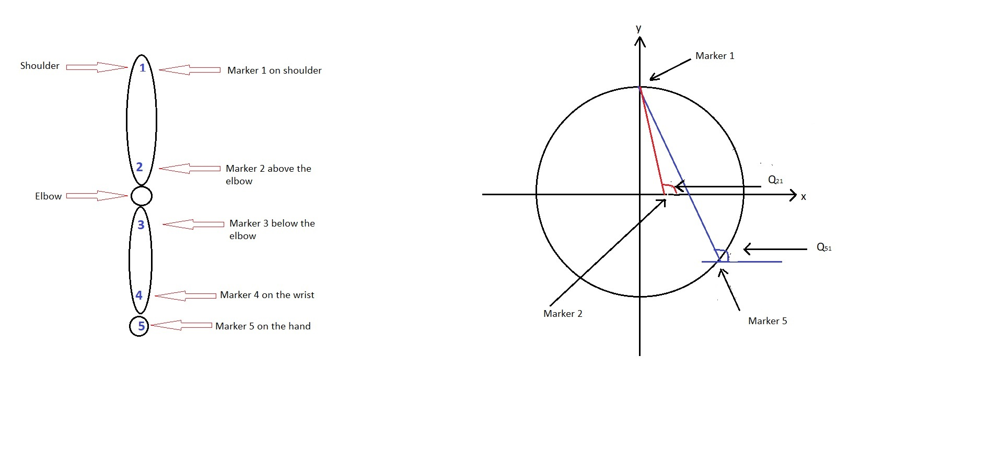 Shoulder
1
Marker 1 on shoulder
2
Marker 2 above the
elbow
Elbow
3
Marker 3 below the
elbow
4
Marker 4 on the wrist
5
Marker 5 on the hand
y
Marker 1
Q21
x
Q51
Marker 2
Marker 5